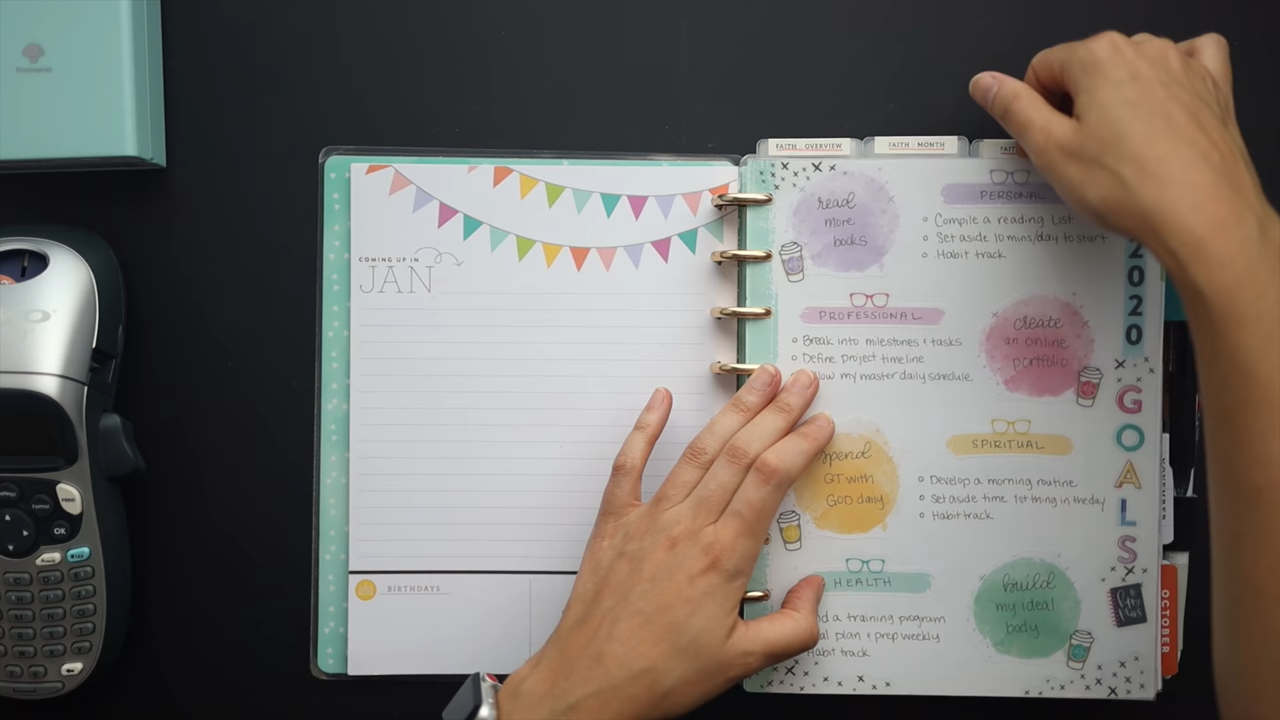 COMING UP IN
JAN
BIRTHDAYS
FAITH :: OVERVIEW
FAITH :: MONTH
FAIT
read
more
books
PERSONAL
Compile a reading List
Set aside 10 mins/day to start
Habit track
PROFESSIONAL
Break into milestones & tasks
Define project timeline
my master daily schedule
create
an online
portfolio
spend
QT with
GOD daily
SPIRITUAL
Develop a morning routine
Set aside time 1st thing in the day
Habit track
HEALTH
a training program
plan & prep weekly
Habit track
build
my ideal
body
2020
GOALS
NOVEMBER
OCTOBER
OK